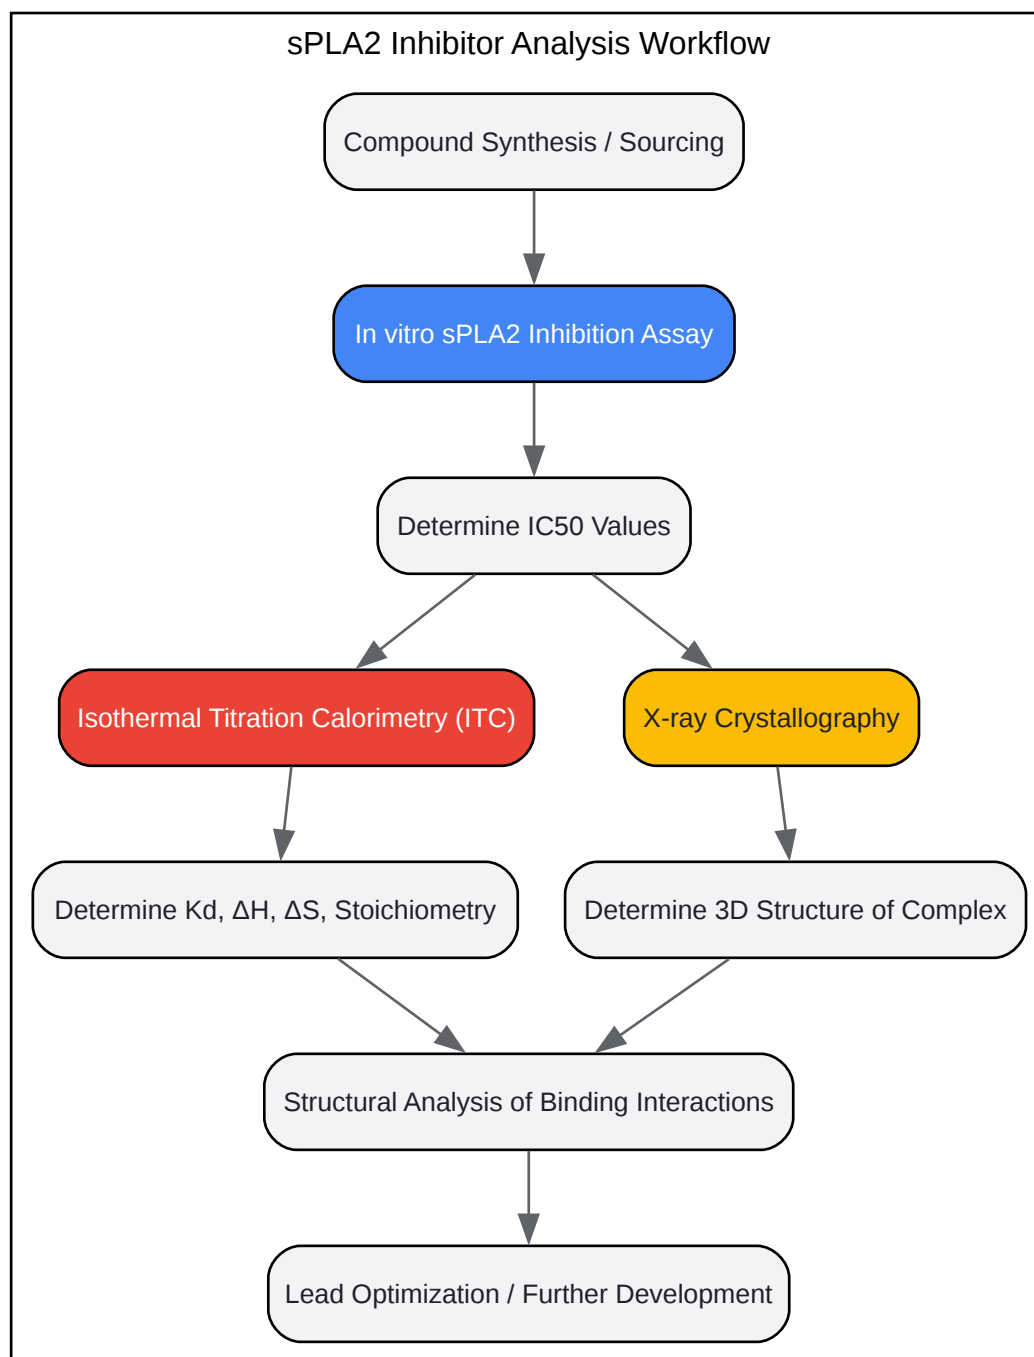 sPLA2 Inhibitor Analysis Workflow
Compound Synthesis / Sourcing
In vitro sPLA2 Inhibition Assay
Determine IC50 Values
Isothermal Titration Calorimetry (ITC)
X-ray Crystallography
Determine Kd, ΔH, ΔS, Stoichiometry
Determine 3D Structure of Complex
Structural Analysis of Binding Interactions
Lead Optimization / Further Development